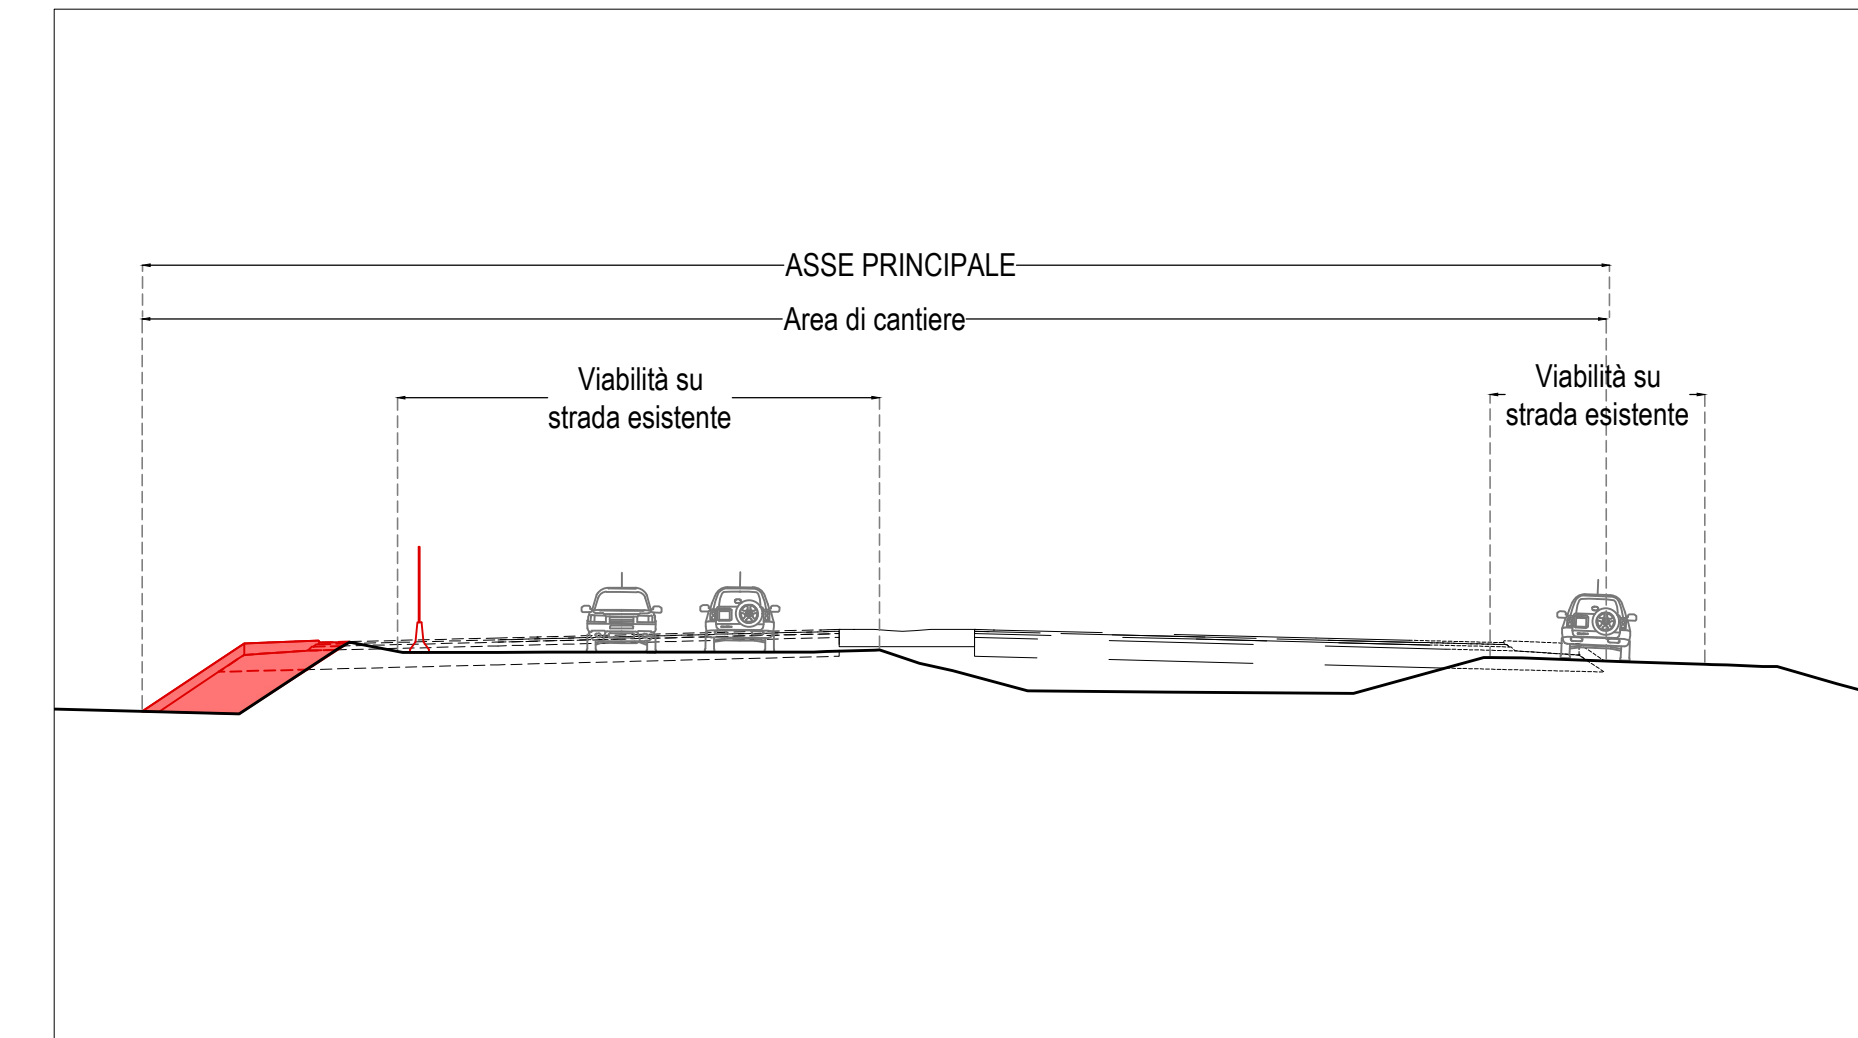 ASSE PRINCIPALE
Area di cantiere
Viabilità su
strada esistente
Viabilità su
strada esistente